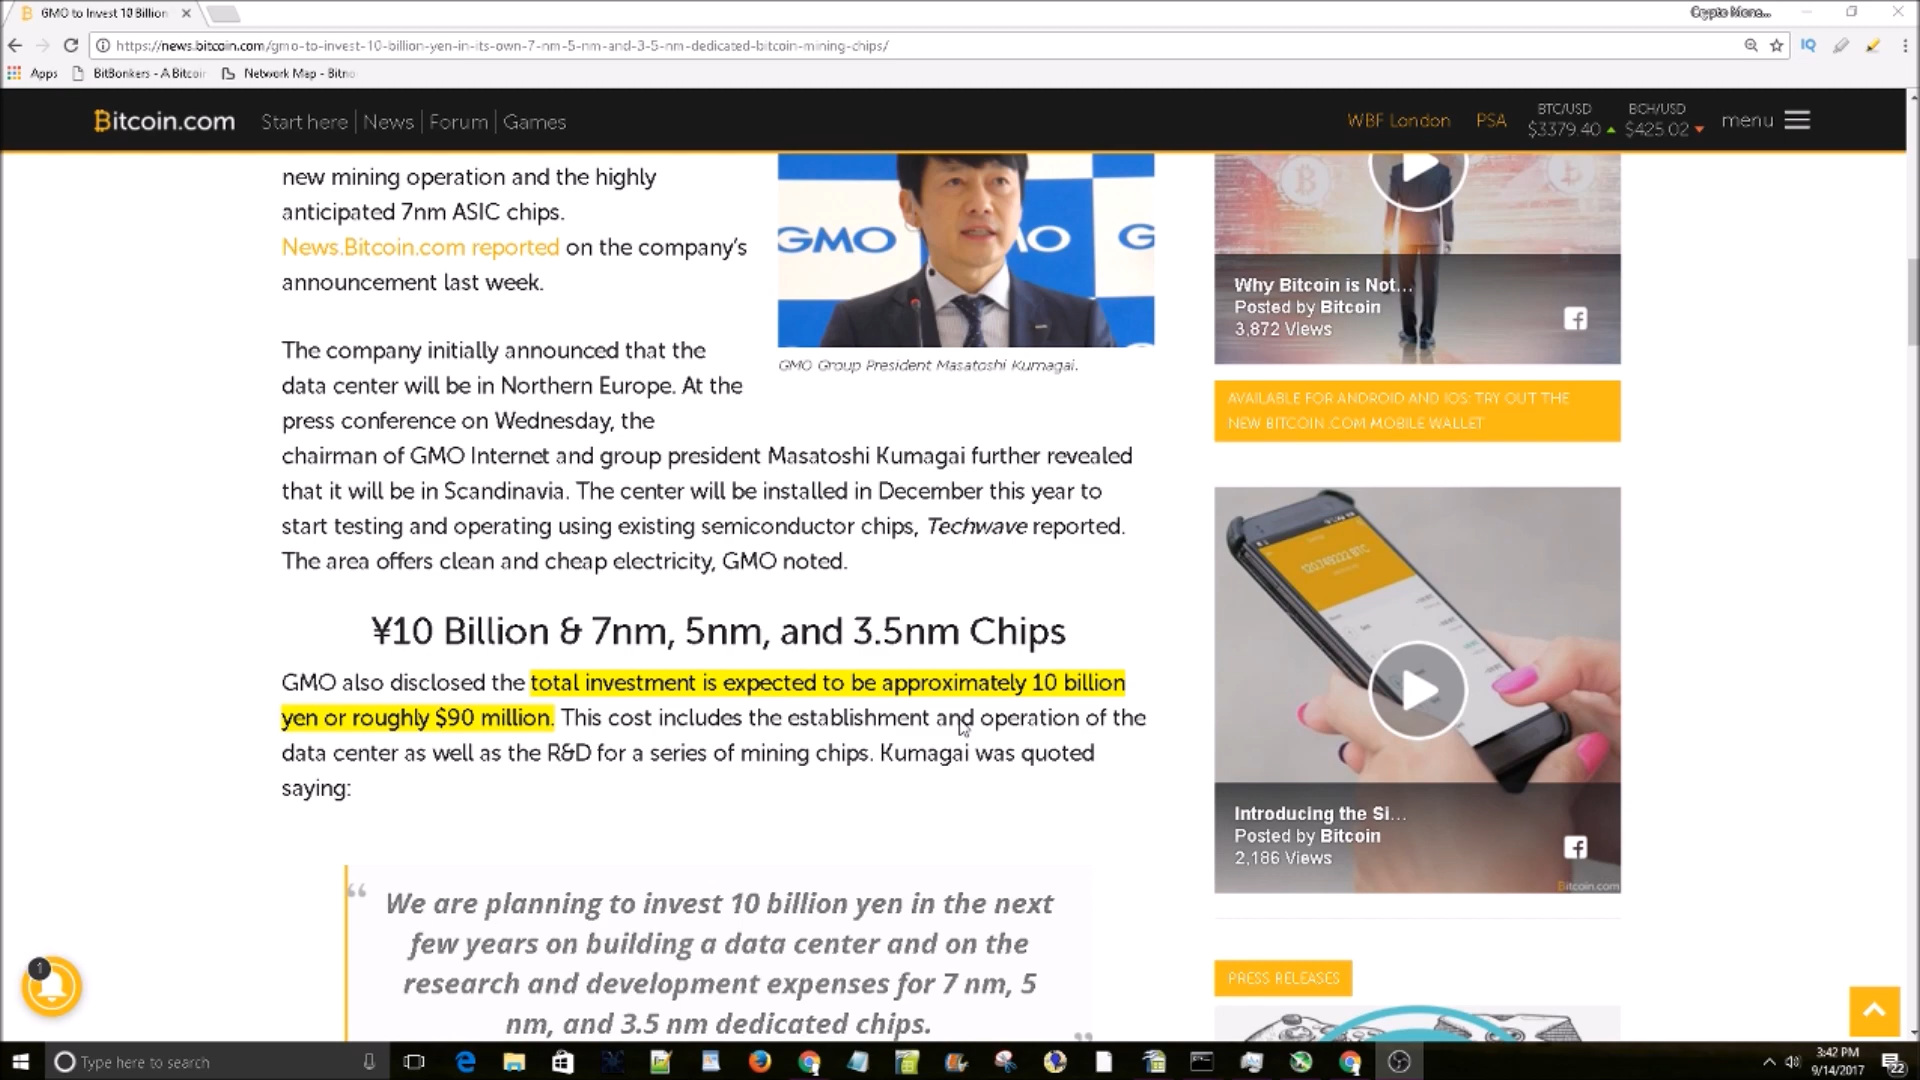 GMO to Invest 10 Billion
Crypto Mone...
https://news.bitcoin.com/gmo-to-invest-10-billion-yen-in-its-own-7-nm-5-nm-and-3-5-nm-dedicated-bitcoin-mining-chips/
Apps
BitBonkers - A Bitcoin
Network Map - Bitno
Bitcoin.com
Start here | News | Forum | Games
WBF London
PSA
BTC/USD
$3379.40
BCH/USD
$425.02
menu
new mining operation and the highly
anticipated 7nm ASIC chips.
News.Bitcoin.com reported on the company's
announcement last week.
GMO
GMO Group President Masatoshi Kumagai.
The company initially announced that the
data center will be in Northern Europe. At the
press conference on Wednesday, the
chairman of GMO Internet and group president Masatoshi Kumagai further revealed
that it will be in Scandinavia. The center will be installed in December this year to
start testing and operating using existing semiconductor chips, Techwave reported.
The area offers clean and cheap electricity, GMO noted.
¥10 Billion & 7nm, 5nm, and 3.5nm Chips
GMO also disclosed the total investment is expected to be approximately 10 billion
yen or roughly $90 million. This cost includes the establishment and operation of the
data center as well as the R&D for a series of mining chips. Kumagai was quoted
saying:
“ We are planning to invest 10 billion yen in the next
few years on building a data center and on the
research and development expenses for 7 nm, 5
nm, and 3.5 nm dedicated chips. ”
Why Bitcoin is Not...
Posted by Bitcoin
3,872 Views
AVAILABLE FOR ANDROID AND IOS: TRY OUT THE
NEW BITCOIN.COM MOBILE WALLET
Introducing the Si...
Posted by Bitcoin
2,186 Views
Bitcoin.com
PRESS RELEASES
1
Type here to search
3:42 PM
9/14/2017
22